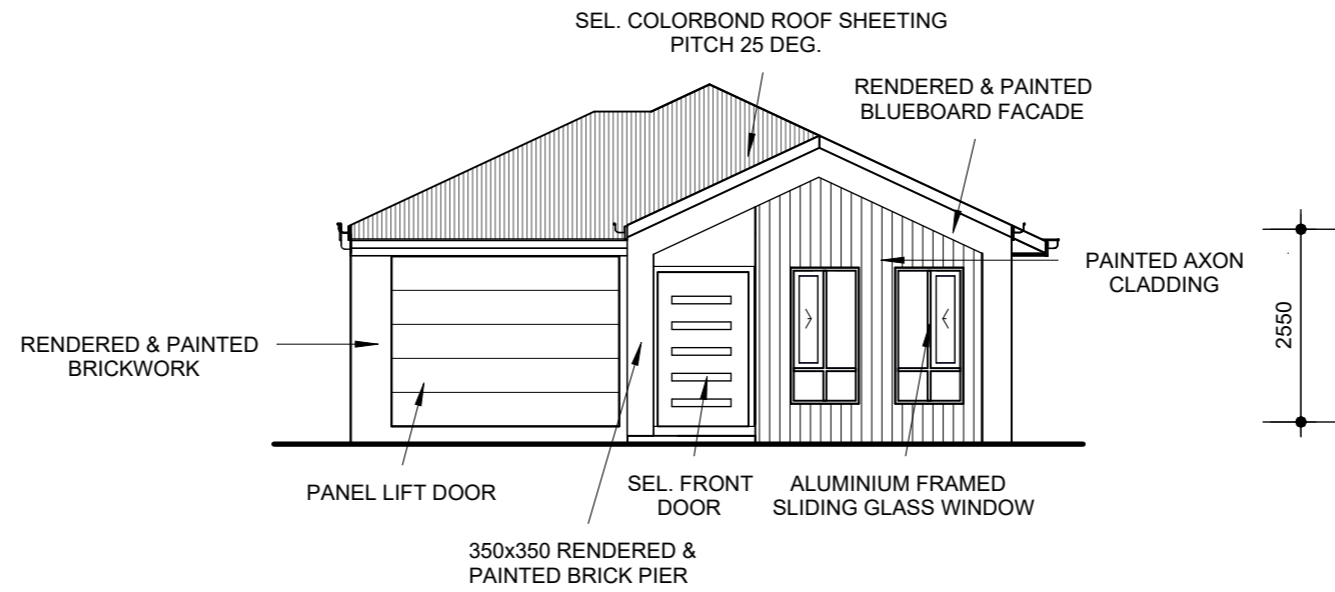 SEL. COLORBOND ROOF SHEETING
PITCH 25 DEG.
RENDERED & PAINTED
BLUEBOARD FACADE
PAINTED AXON
CLADDING
2550
RENDERED & PAINTED
BRICKWORK
PANEL LIFT DOOR
SEL. FRONT
DOOR
ALUMINIUM FRAMED
SLIDING GLASS WINDOW
350x350 RENDERED &
PAINTED BRICK PIER